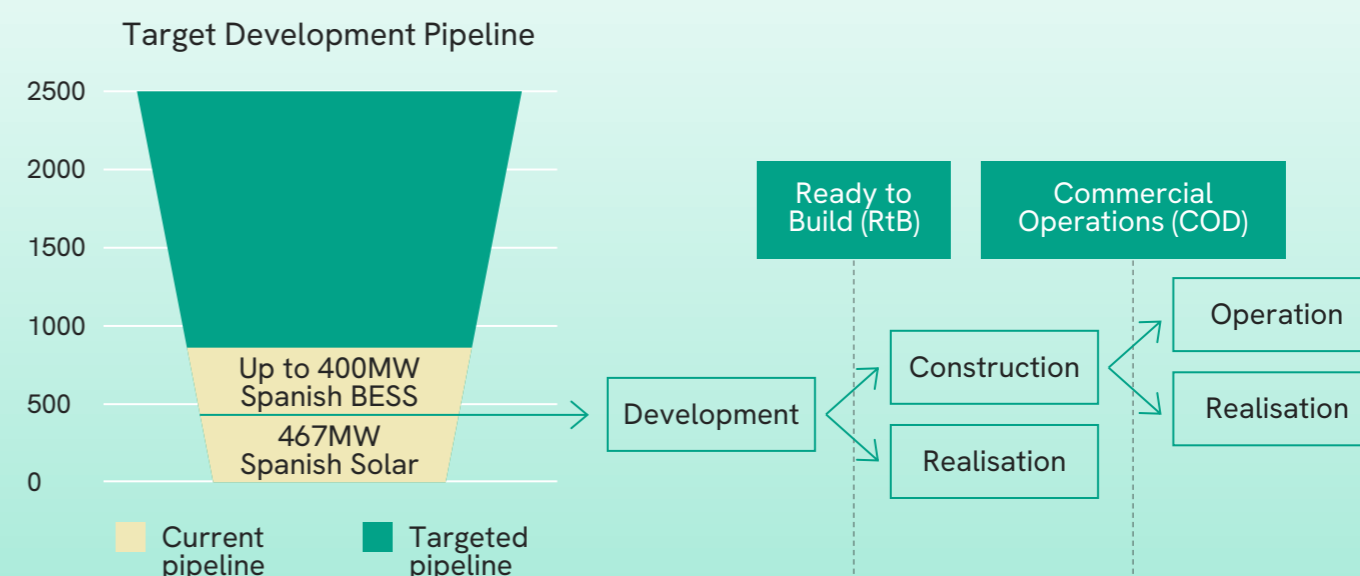 Target Development Pipeline
2500
2000
1500
1000
500
0
Up to 400MW
Spanish BESS
467MW
Spanish Solar
Current
pipeline
Targeted
pipeline
Development
Ready to
Build (RtB)
Construction
Realisation
Commercial
Operations (COD)
Operation
Realisation